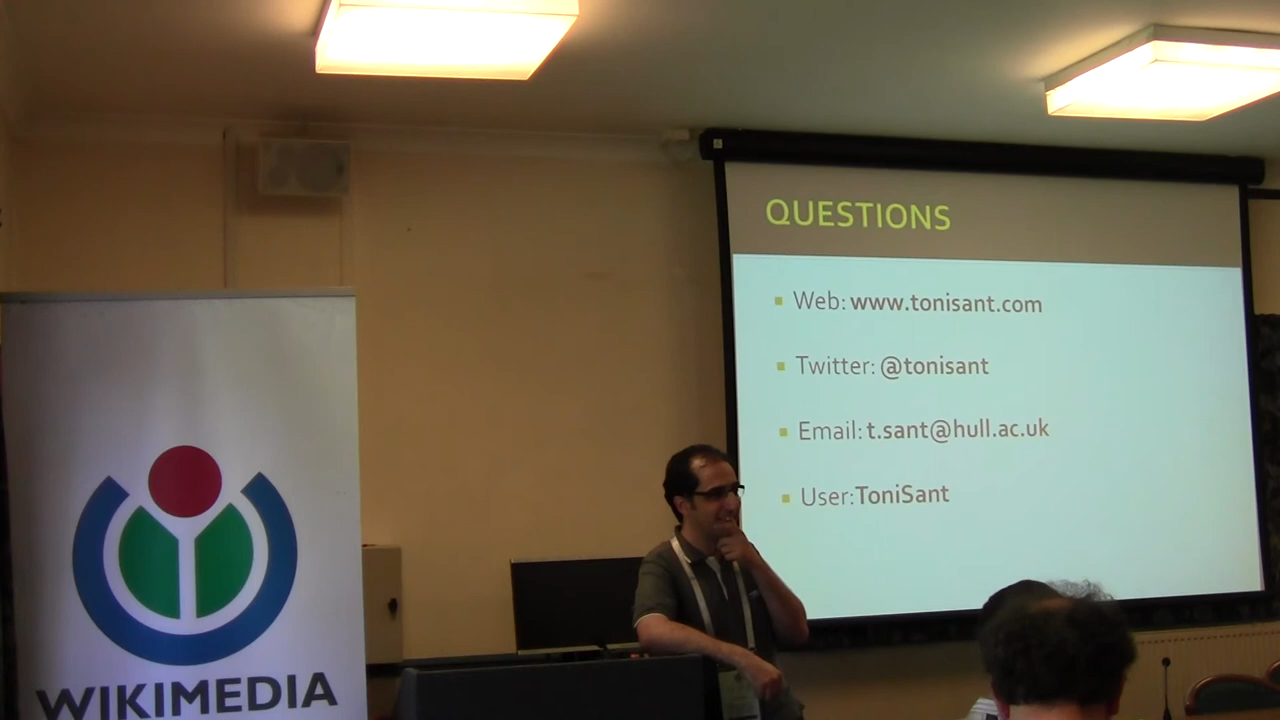 QUESTIONS
Web: www.tonisant.com
Twitter: @tonisant
Email: t.sant@hull.ac.uk
User:ToniSant
WIKIMEDIA